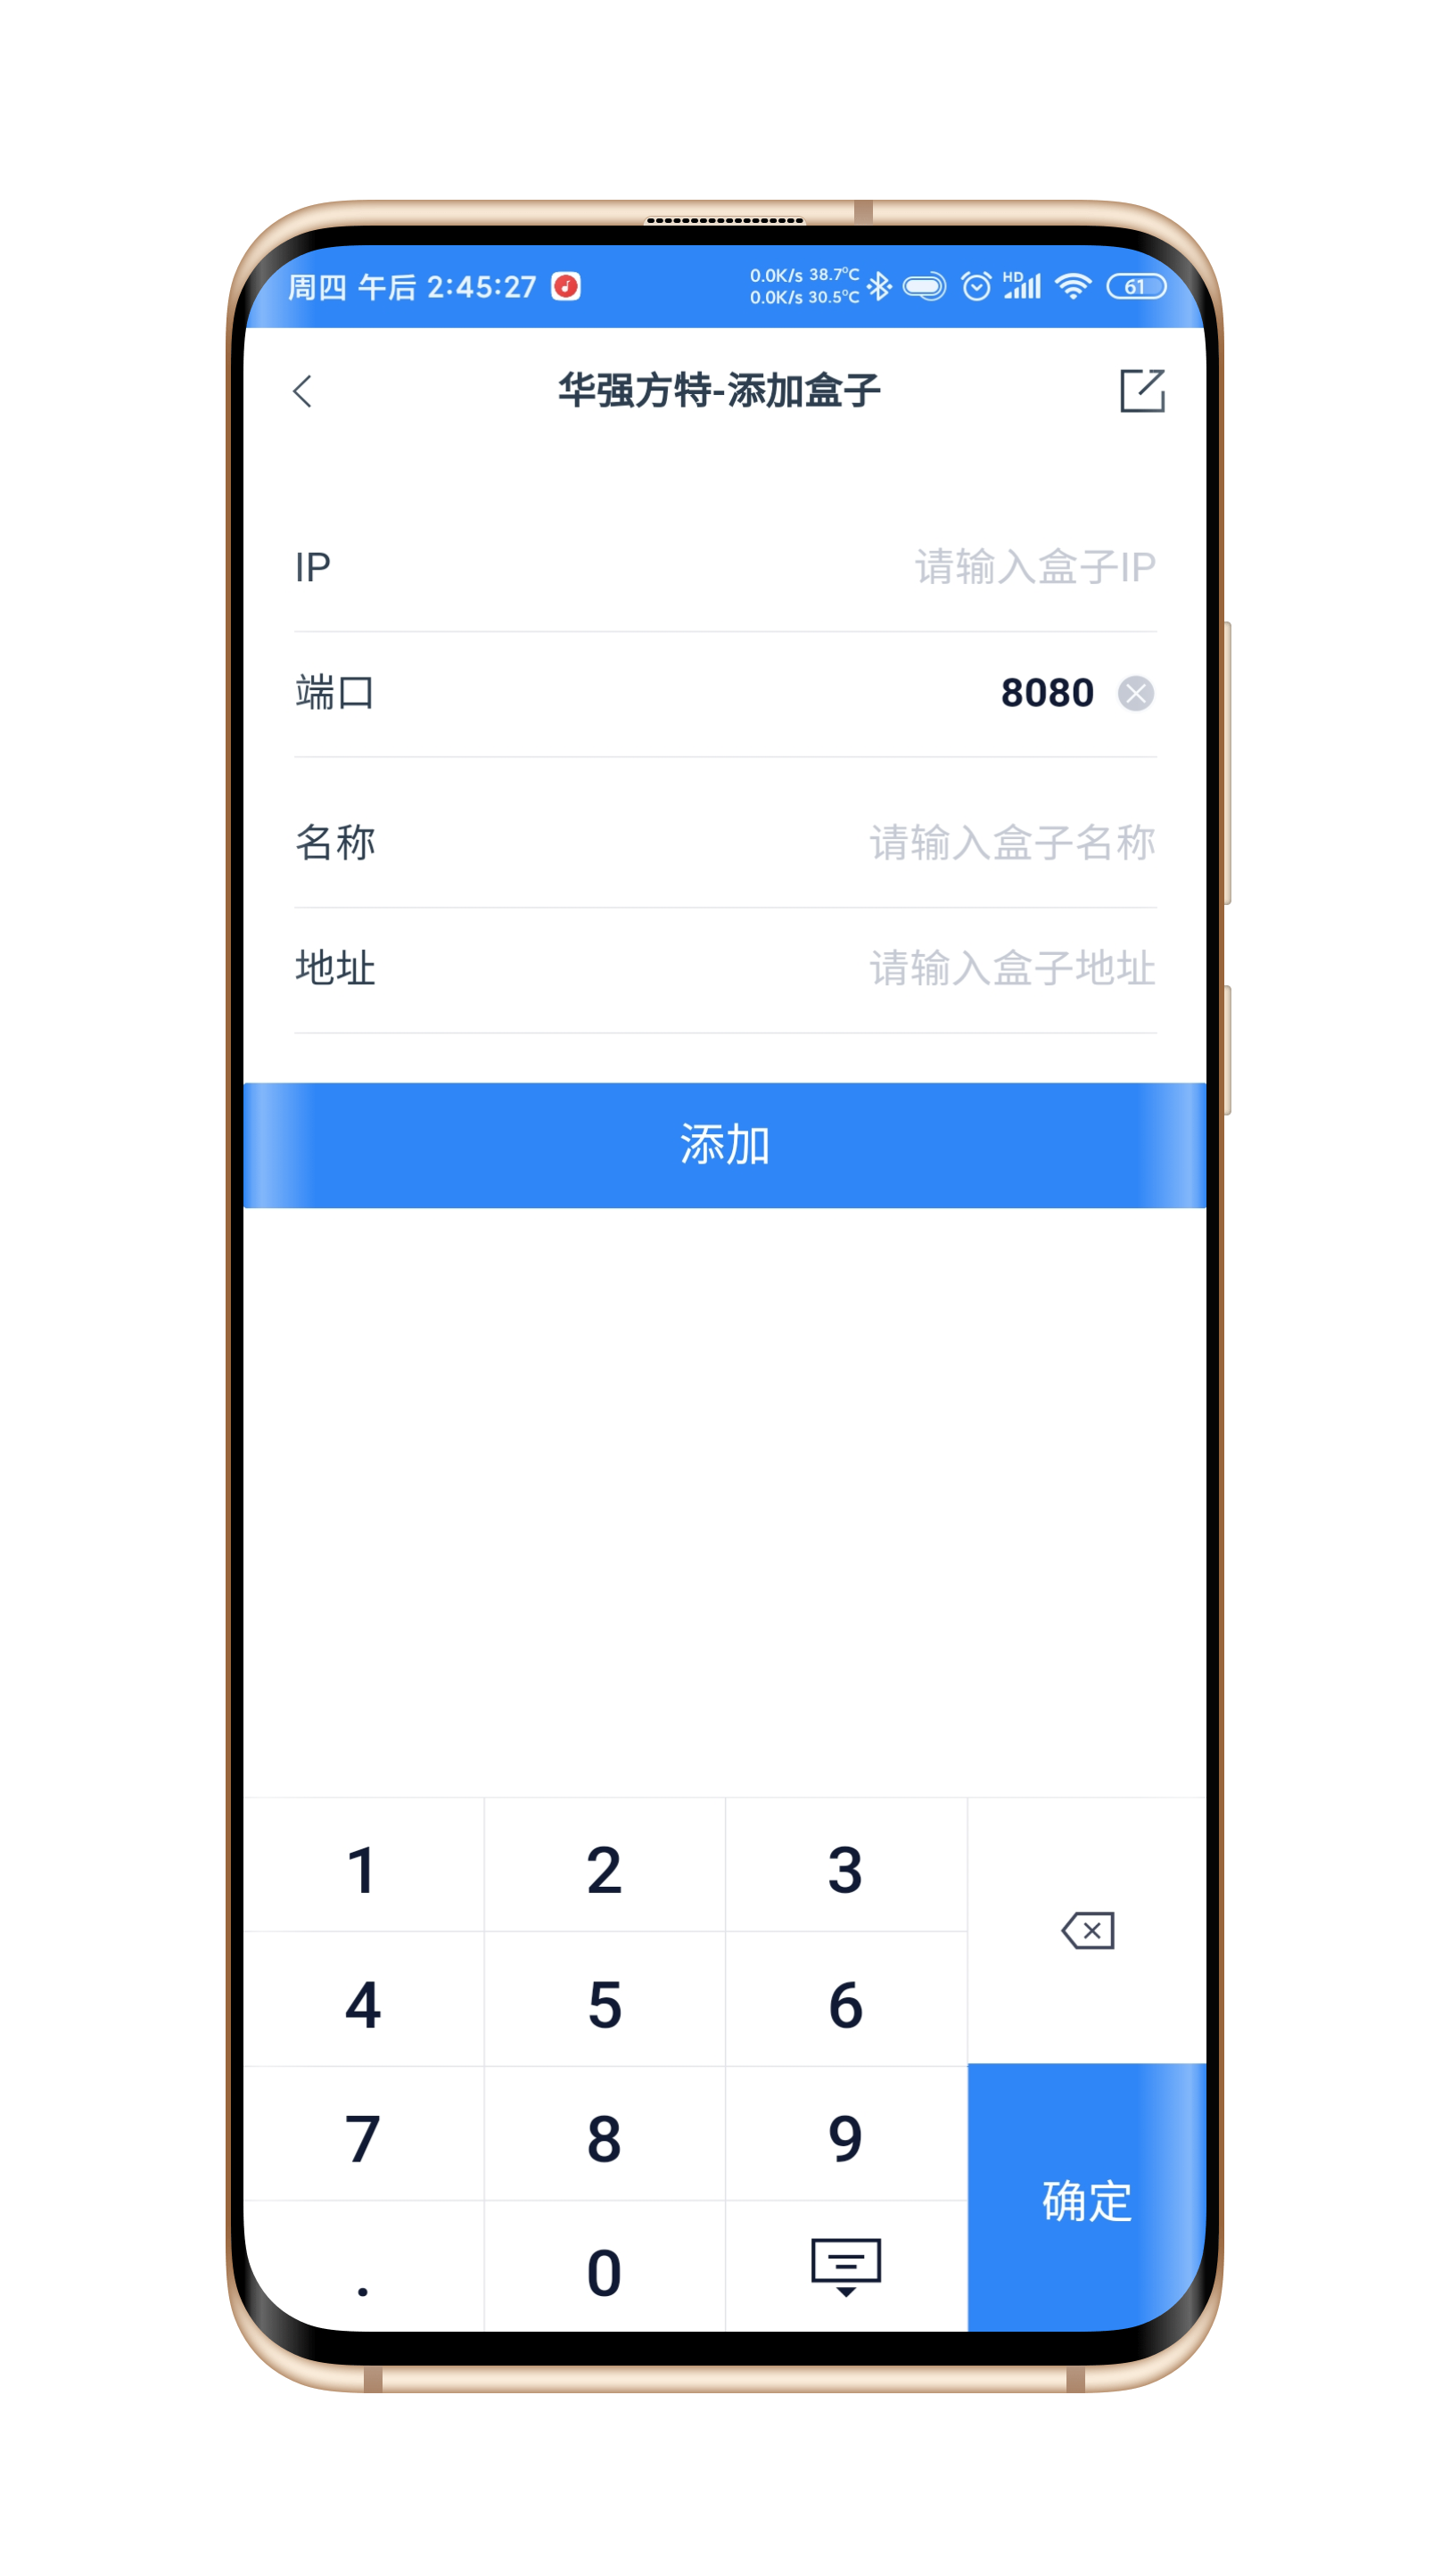 周四 午后 2:45:27
0.0K/s 38.7°C
0.0K/s 30.5°C
HD
61
华强方特-添加盒子
IP 请输入盒子IP
端口 8080
名称 请输入盒子名称
地址 请输入盒子地址
添加
1 2 3
4 5 6
7 8 9
确定
. 0